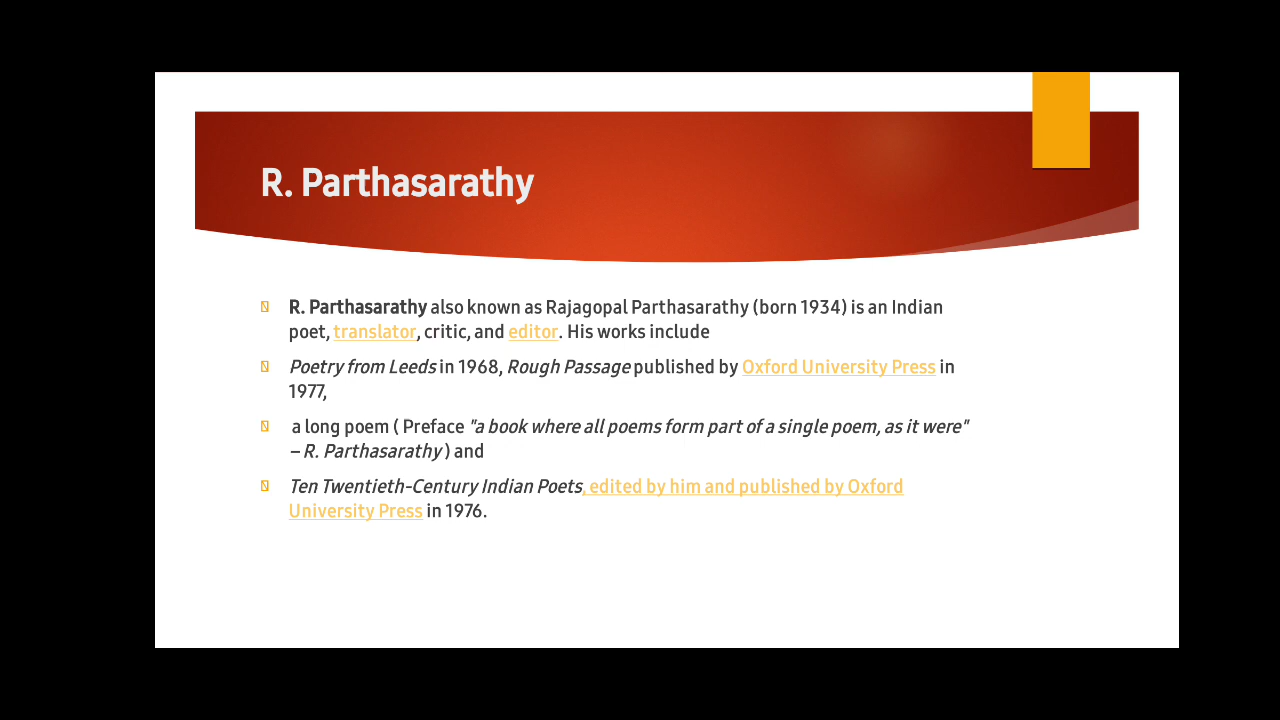 R. Parthasarathy
R. Parthasarathy also known as Rajagopal Parthasarathy (born 1934) is an Indian
poet, translator, critic, and editor. His works include
Poetry from Leeds in 1968, Rough Passage published by Oxford University Press in
1977,
a long poem ( Preface "a book where all poems form part of a single poem, as it were"
– R. Parthasarathy ) and
Ten Twentieth-Century Indian Poets, edited by him and published by Oxford
University Press in 1976.